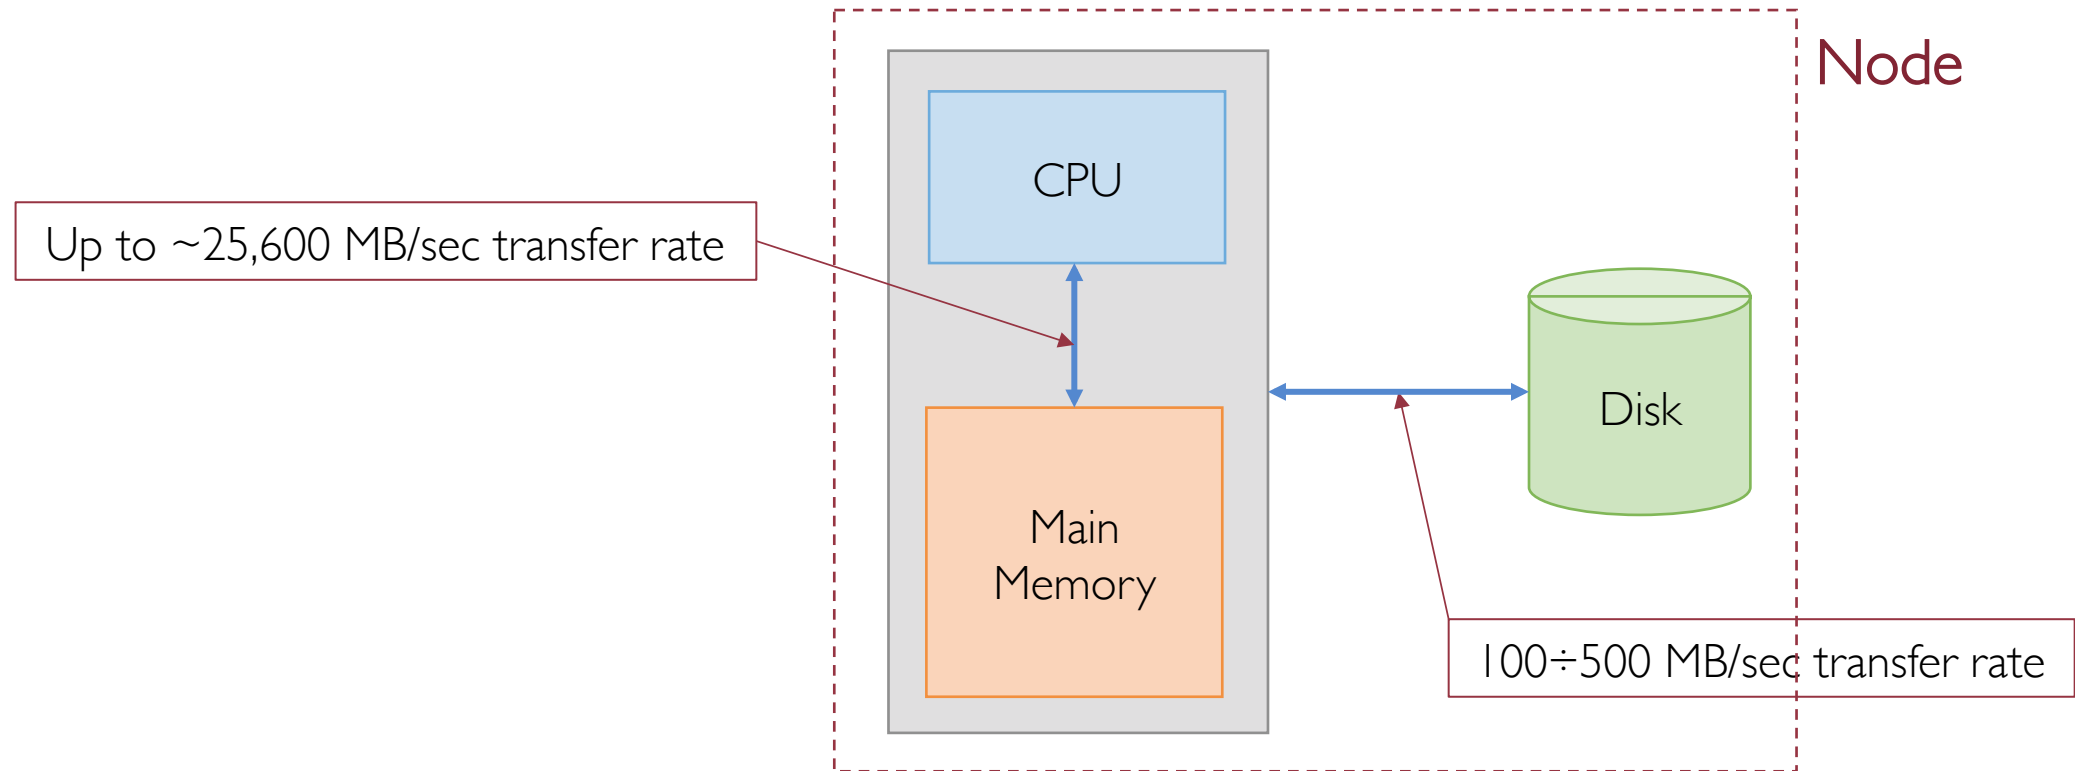 Node
CPU
Up to ~25,600 MB/sec transfer rate
Disk
Main
Memory
100÷500 MB/sec transfer rate